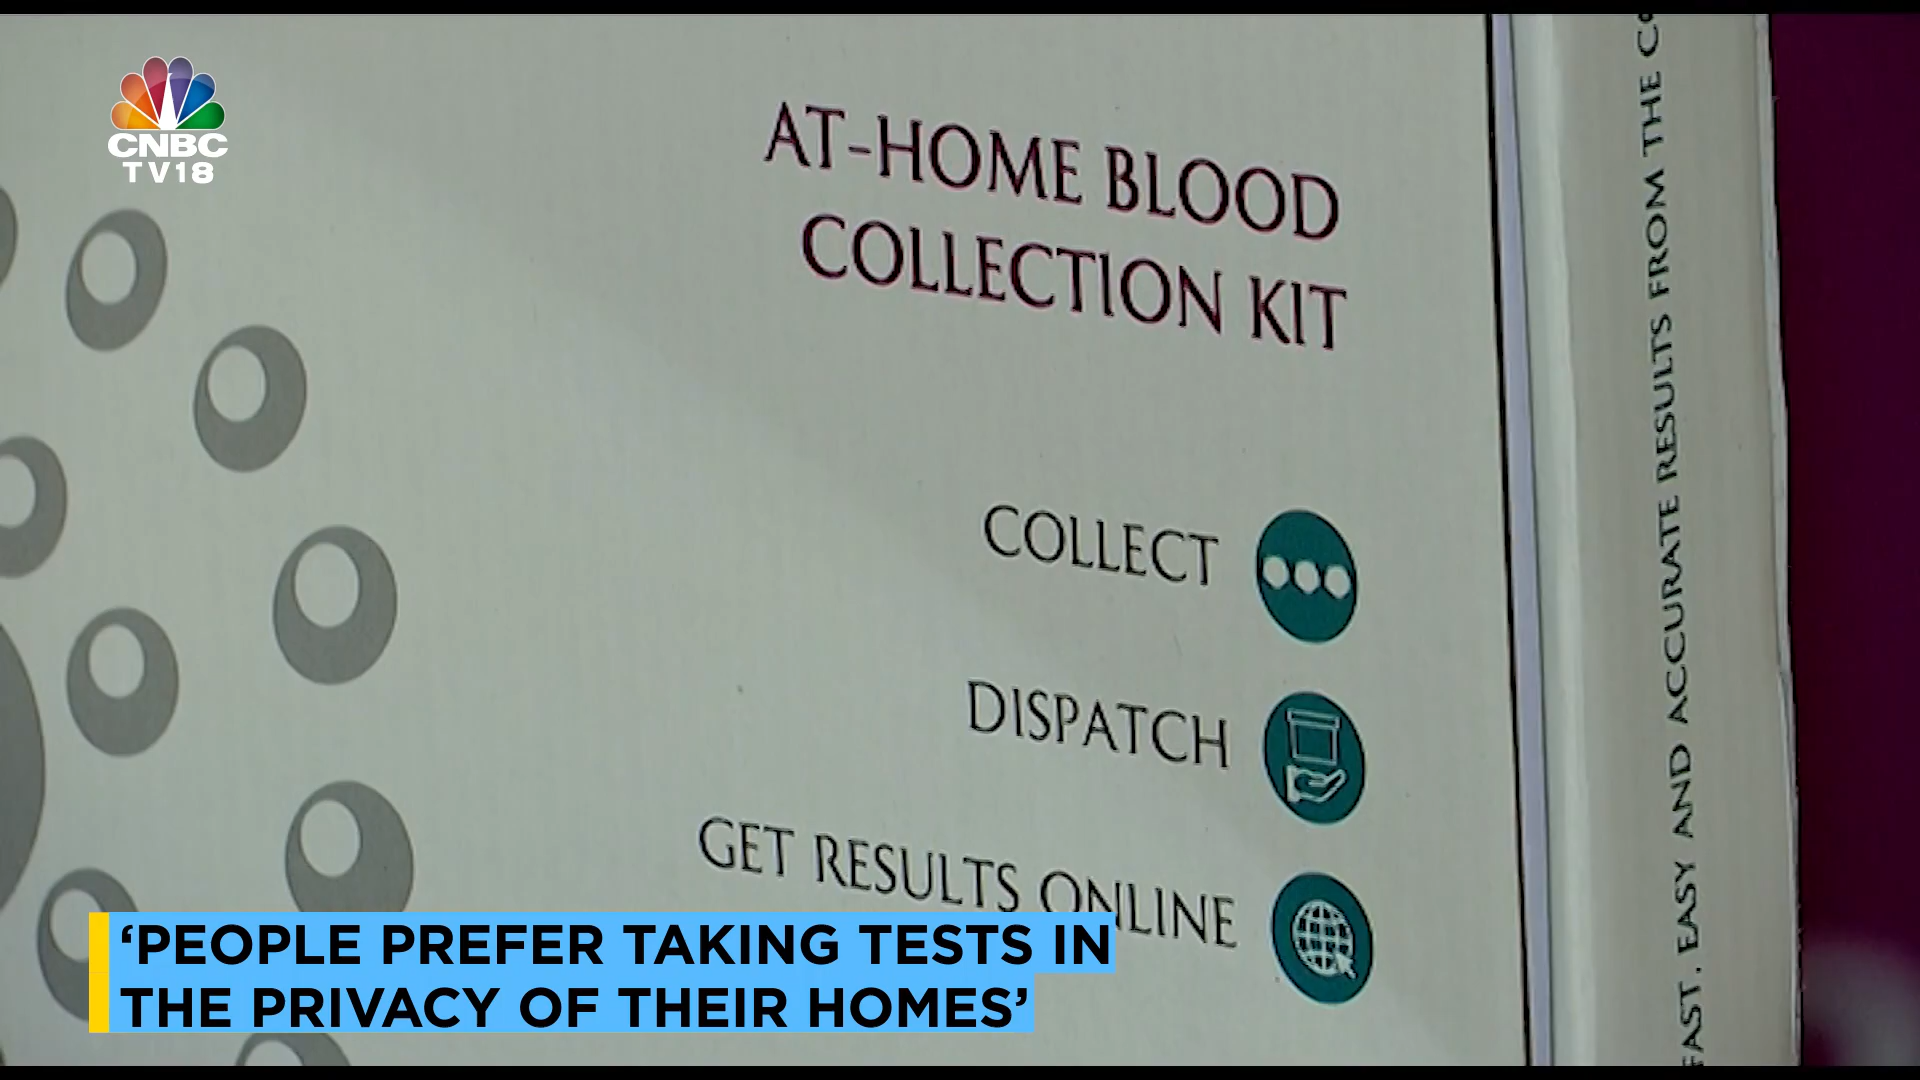 CNBC
TV18
AT-HOME BLOOD
COLLECTION KIT
COLLECT
DISPATCH
GET RESULTS ONLINE
FAST. EASY AND ACCURATE RESULTS FROM THE
‘PEOPLE PREFER TAKING TESTS IN
THE PRIVACY OF THEIR HOMES’